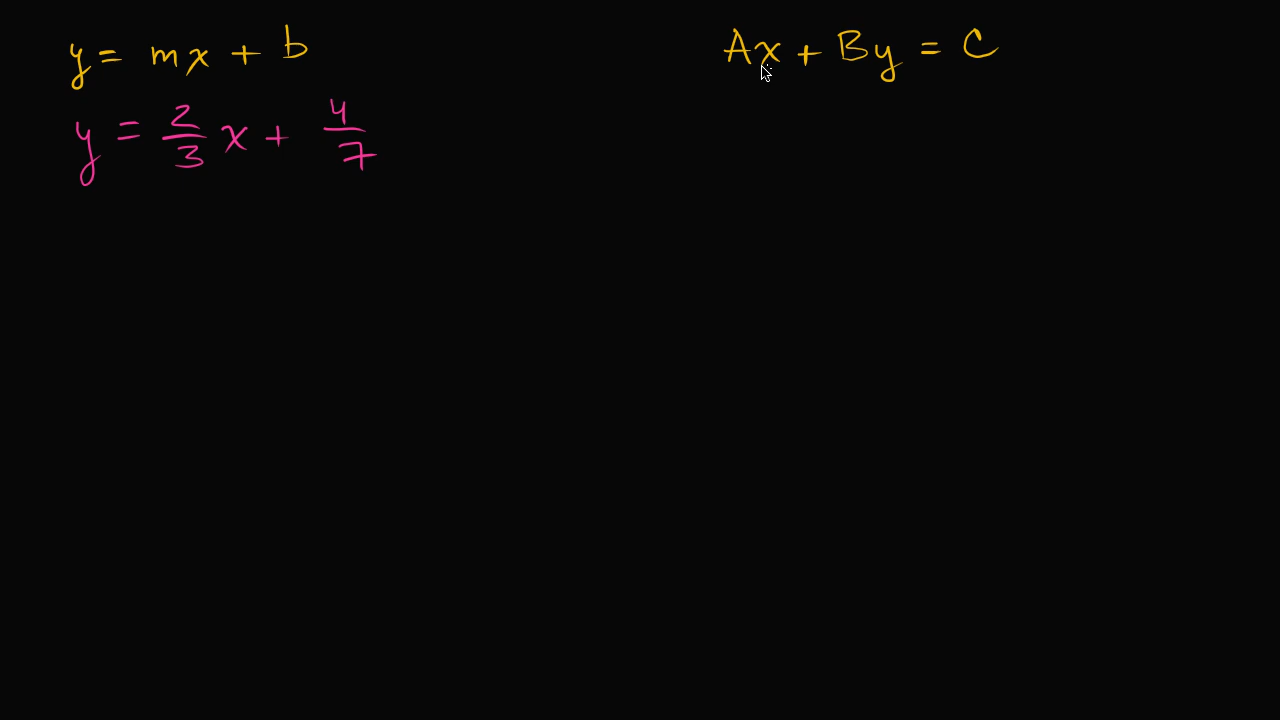 y = mx + b
Ax + By = C
y = 2/3 x + 4/7